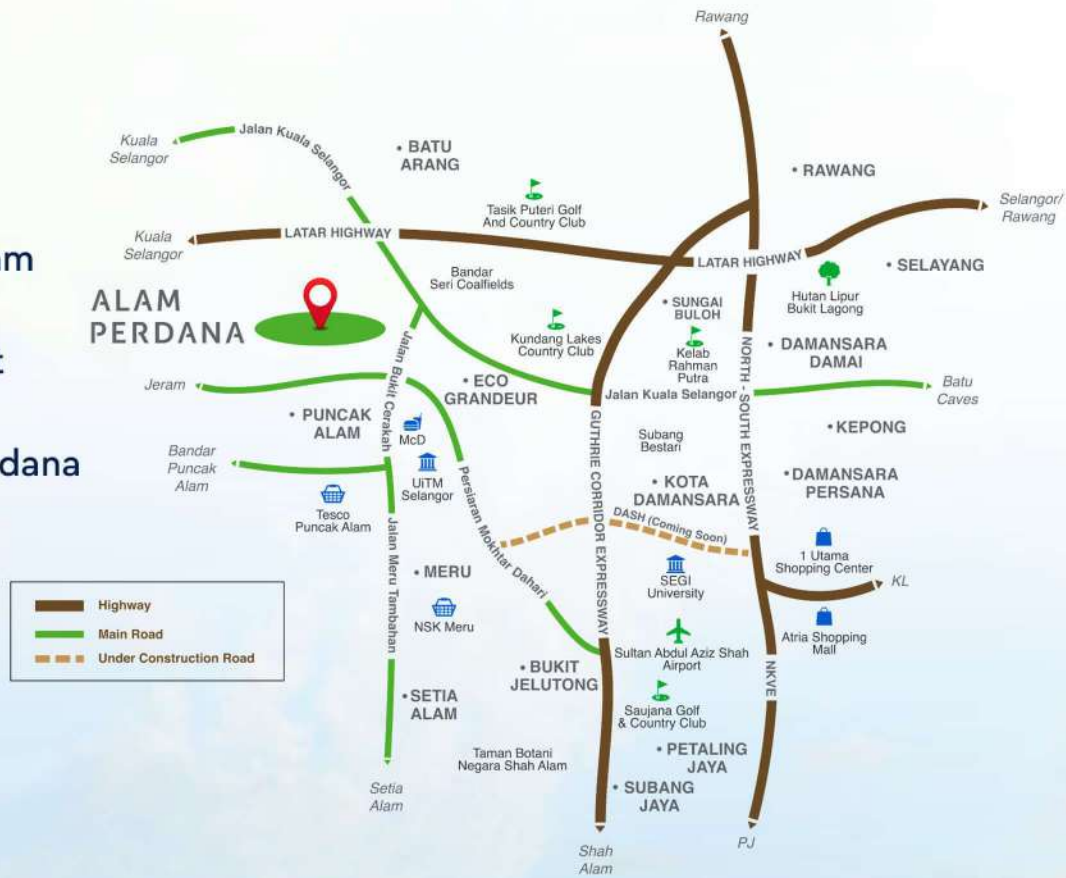 Rawang
Kuala
Selangor
Jalan Kuala Selangor
• BATU
ARANG
• RAWANG
Tasik Puteri Golf
And Country Club
Selangor/
Rawang
Kuala
Selangor
LATAR HIGHWAY
LATAR HIGHWAY
• SELAYANG
am
Bandar
Seri Coalfields
Hutan Lipur
Bukit Lagong
ALAM
PERDANA
• SUNGAI
BULOH
Kundang Lakes
Country Club
Kelab
Rahman
Putra
• DAMANSARA
DAMAI
t
Jalan Bukit Cerakah
NORTH - SOUTH EXPRESSWAY
Jeram
• ECO
GRANDEUR
Jalan Kuala Selangor
Batu
Caves
• PUNCAK
ALAM
McD
GUTHRIE CORRIDOR EXPRESSWAY
Subang
Bestari
• KEPONG
dana
Bandar
Puncak
Alam
UiTM
Selangor
Persiaran Mokhtar Dahari
• KOTA
DAMANSARA
• DAMANSARA
PERSANA
Tesco
Puncak Alam
Jalan Meru Tambahan
DASH (Coming Soon)
1 Utama
Shopping Center
• MERU
SEGI
University
KL
NSK Meru
Atria Shopping
Mall
Highway
Main Road
Under Construction Road
Sultan Abdul Aziz Shah
Airport
• BUKIT
JELUTONG
NKVE
• SETIA
ALAM
Saujana Golf
& Country Club
Taman Botani
Negara Shah Alam
• PETALING
JAYA
• SUBANG
JAYA
Setia
Alam
Shah
Alam
PJ